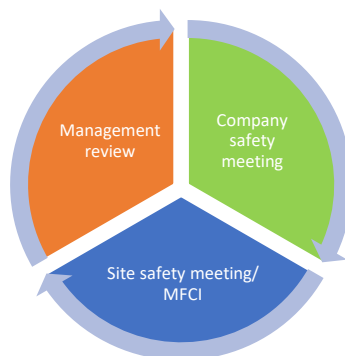 Management
review
Company
safety
meeting
Site safety meeting/
MFCI